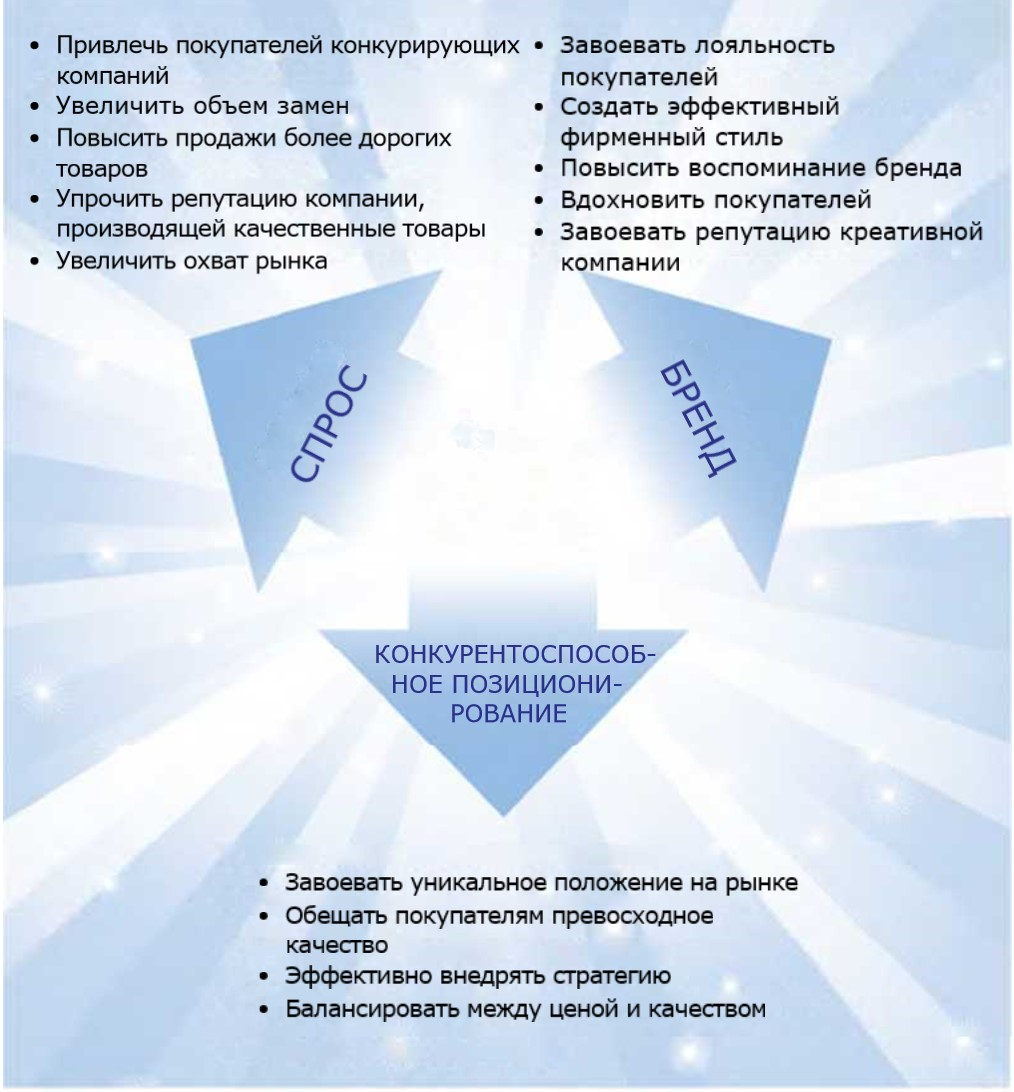 • Привлечь покупателей конкурирующих
компаний
• Увеличить объем замен
• Повысить продажи более дорогих
товаров
• Упрочить репутацию компании,
производящей качественные товары
• Увеличить охват рынка
• Завоевать лояльность
покупателей
• Создать эффективный
фирменный стиль
• Повысить воспоминание бренда
• Вдохновить покупателей
• Завоевать репутацию креативной
компании
СПРОС
БРЕНД
КОНКУРЕНТОСПОСОБ-
НОЕ ПОЗИЦИОНИ-
РОВАНИЕ
• Завоевать уникальное положение на рынке
• Обещать покупателям превосходное
качество
• Эффективно внедрять стратегию
• Балансировать между ценой и качеством